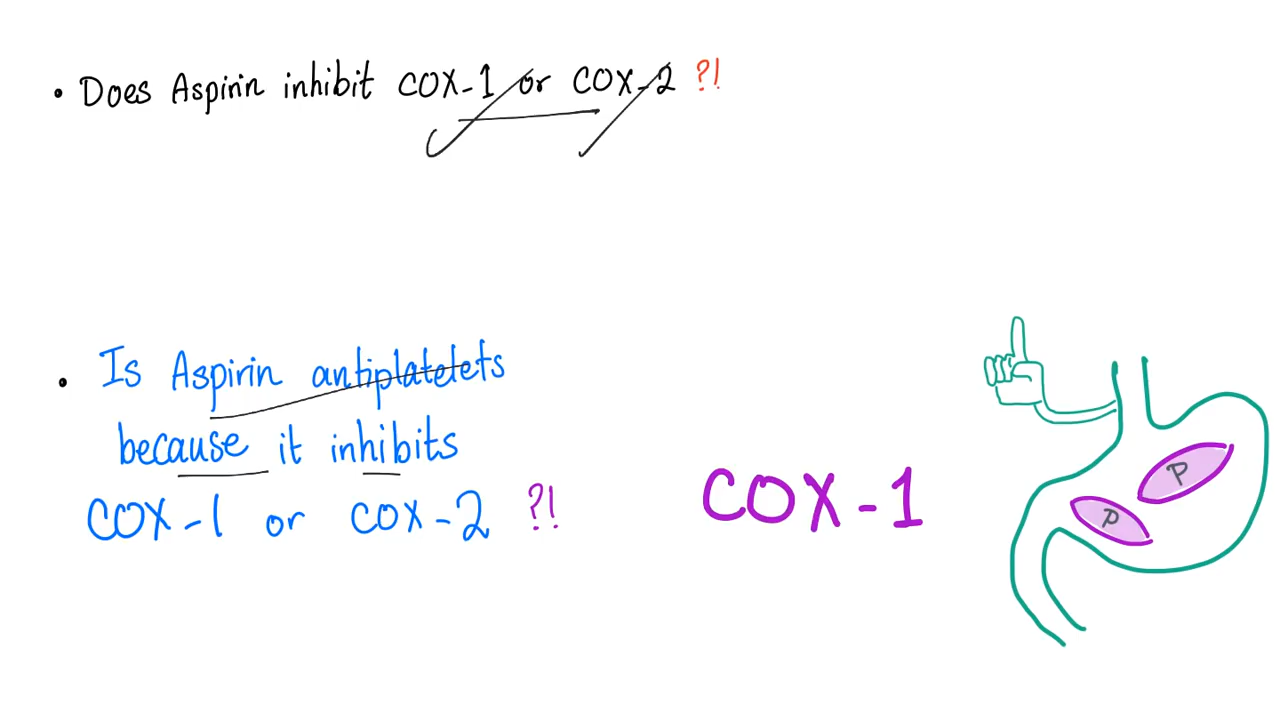 • Does Aspirin inhibit COX-1 or COX-2 ?!
• Is Aspirin antiplatelets
because it inhibits
COX-1 or COX-2 ?!
COX-1
P
P